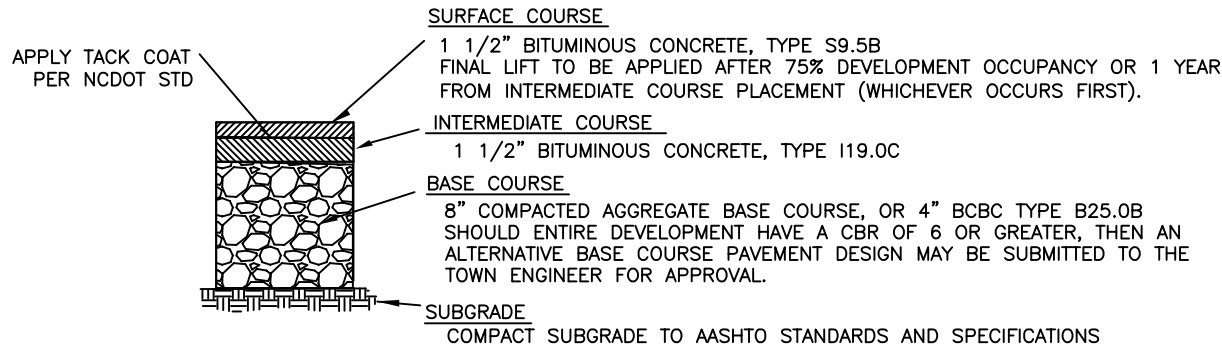 SURFACE COURSE
1 1/2” BITUMINOUS CONCRETE, TYPE S9.5B
FINAL LIFT TO BE APPLIED AFTER 75% DEVELOPMENT OCCUPANCY OR 1 YEAR
FROM INTERMEDIATE COURSE PLACEMENT (WHICHEVER OCCURS FIRST).
APPLY TACK COAT
PER NCDOT STD
INTERMEDIATE COURSE
1 1/2” BITUMINOUS CONCRETE, TYPE I19.0C
BASE COURSE
8” COMPACTED AGGREGATE BASE COURSE, OR 4” BCBC TYPE B25.0B
SHOULD ENTIRE DEVELOPMENT HAVE A CBR OF 6 OR GREATER, THEN AN
ALTERNATIVE BASE COURSE PAVEMENT DESIGN MAY BE SUBMITTED TO THE
TOWN ENGINEER FOR APPROVAL.
SUBGRADE
COMPACT SUBGRADE TO AASHTO STANDARDS AND SPECIFICATIONS